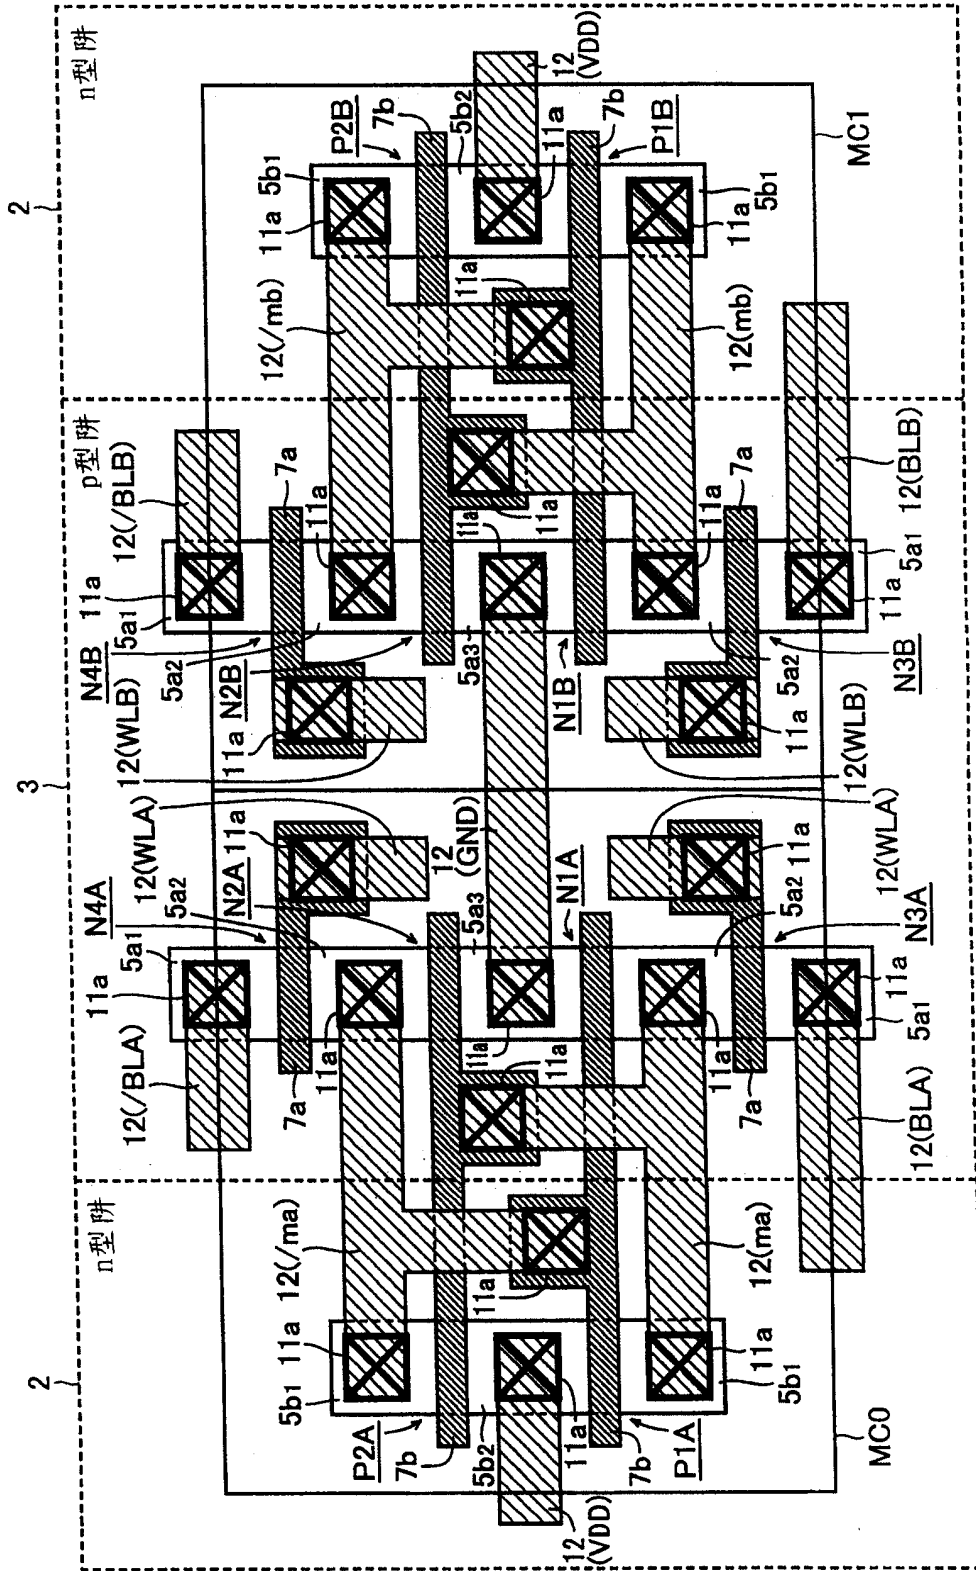 2
3
2
n型阱
p型阱
n型阱
12(/BLA)
11a
5a1
N4A
5a2
12(WLA)
12(WLB)
N4B
5a1
11a
12(/BLB)
5a2
11a
N2A
11a
N2B
7a
7a
12(/ma)
12(/mb)
5b1
11a
11a
11a
11a
5b1
P2A
P2B
7b
7b
12
(GND)
5a3
5a3
5b2
11a
11a
11a
11a
11a
11a
5b2
12
(VDD)
11a
N1A
N1B
11a
12
(VDD)
7b
7b
P1A
P1B
11a
11a
11a
11a
5b1
5b1
12(ma)
12(mb)
7a
7a
5a2
11a
11a
5a2
12(WLA)
12(WLB)
MC0
12(BLA)
5a1
11a
N3A
N3B
11a
5a1
12(BLB)
MC1